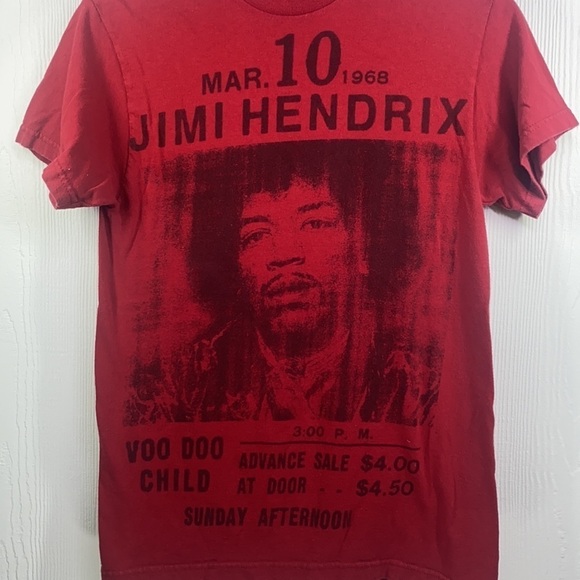 MAR. 10 1968
JIMI HENDRIX
3:00 P. M.
VOO DOO CHILD
ADVANCE SALE $4.00
AT DOOR - - $4.50
SUNDAY AFTERNOON